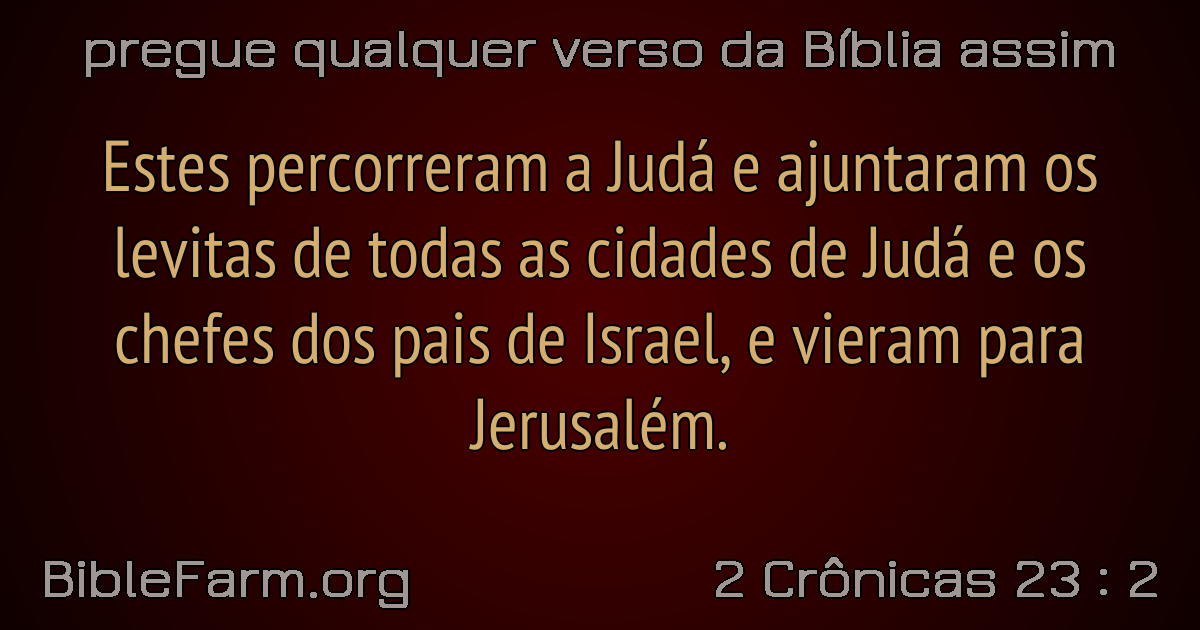 pregue qualquer verso da Bíblia assim
Estes percorreram a Judá e ajuntaram os
levitas de todas as cidades de Judá e os
chefes dos pais de Israel, e vieram para
Jerusalém.
BibleFarm.org
2 Crônicas 23 : 2